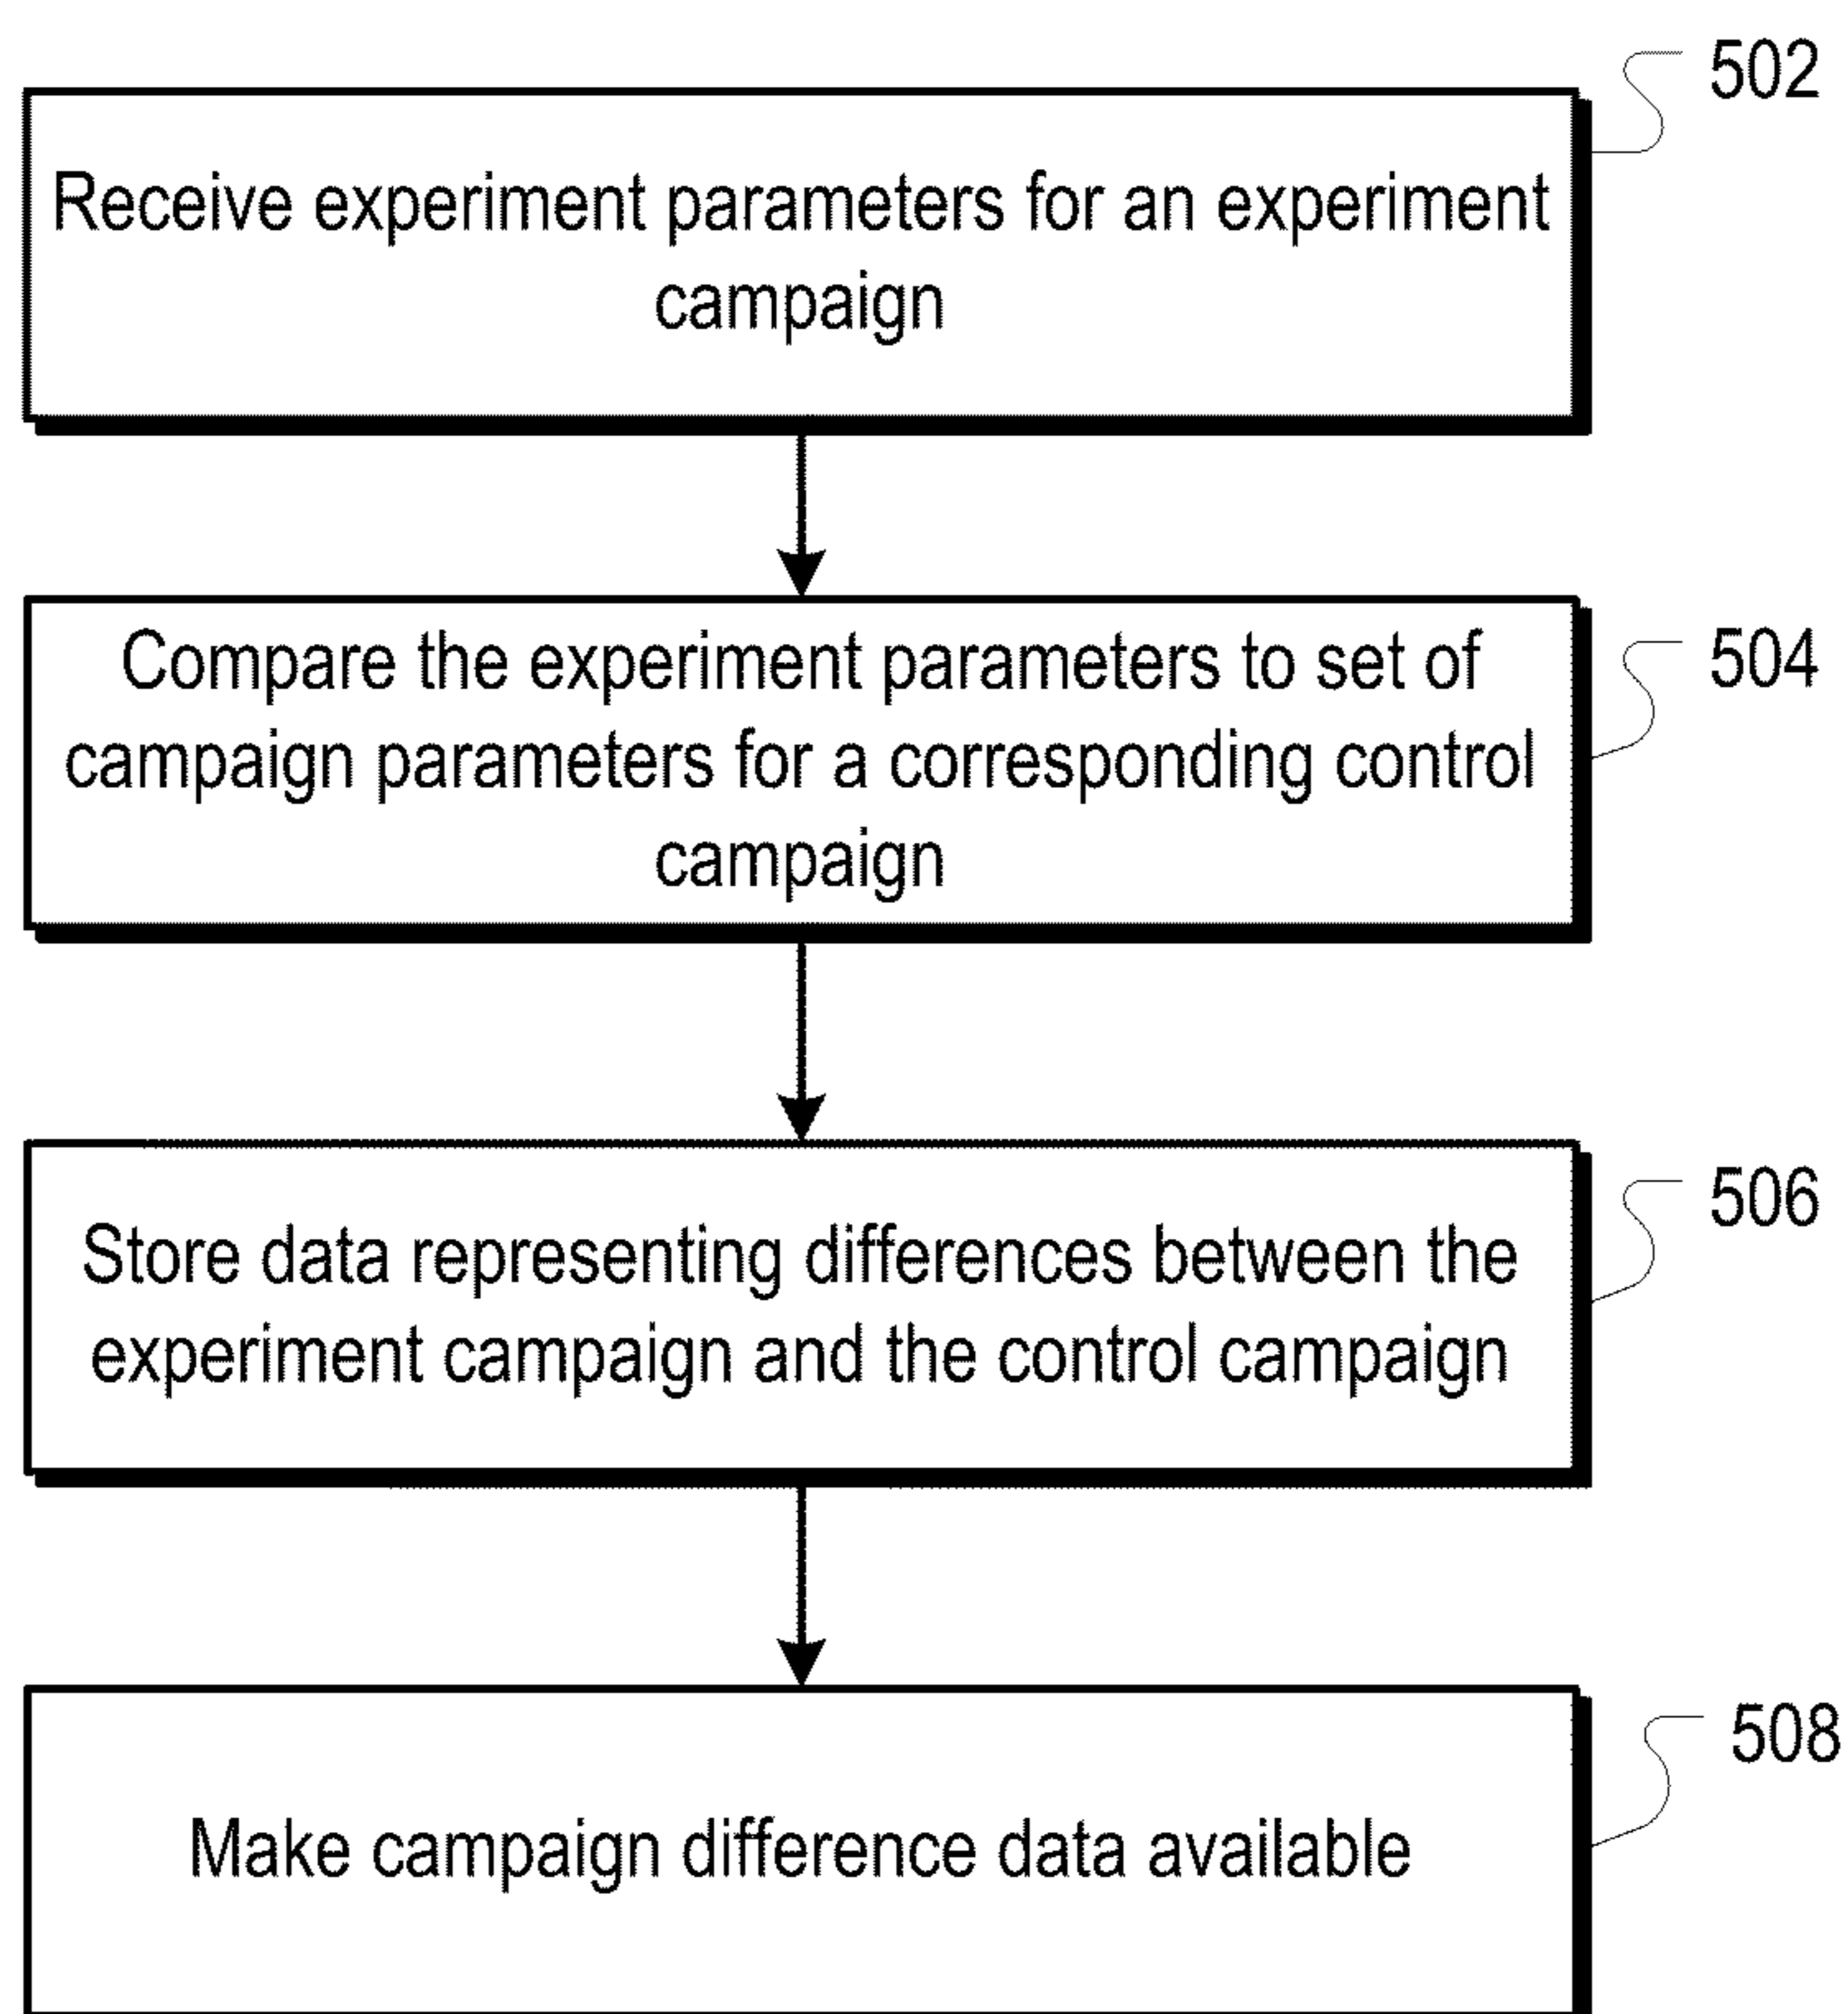 502
Receive experiment parameters for an experiment
campaign
504
Compare the experiment parameters to set of
campaign parameters for a corresponding control
campaign
506
Store data representing differences between the
experiment campaign and the control campaign
508
Make campaign difference data available